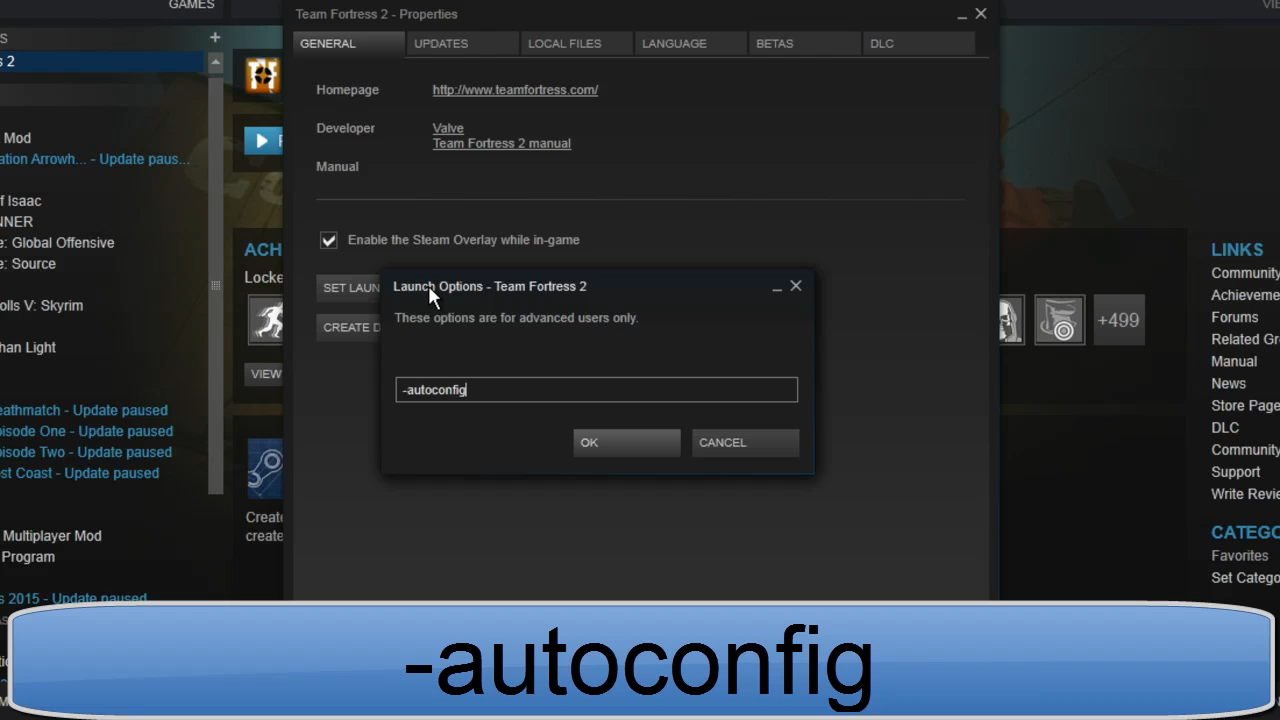 GAMES
Team Fortress 2 - Properties
GENERAL
UPDATES
LOCAL FILES
LANGUAGE
BETAS
DLC
S
s 2
Homepage
http://www.teamfortress.com/
Developer
Valve
Team Fortress 2 manual
Manual
Mod
ation Arrowh... - Update paus...
f Isaac
NNER
e: Global Offensive
e: Source
olls V: Skyrim
han Light
eathmatch - Update paused
pisode One - Update paused
pisode Two - Update paused
st Coast - Update paused
Multiplayer Mod
Program
s 2015 - Update paused
Enable the Steam Overlay while in-game
ACH
Locke
SET LAUN
CREATE D
VIEW
Create
create
Launch Options - Team Fortress 2
These options are for advanced users only.
-autoconfig
OK
CANCEL
+499
LINKS
Community
Achieveme
Forums
Related Gr
Manual
News
Store Page
DLC
Community
Support
Write Revie
CATEGO
Favorites
Set Catego
-autoconfig